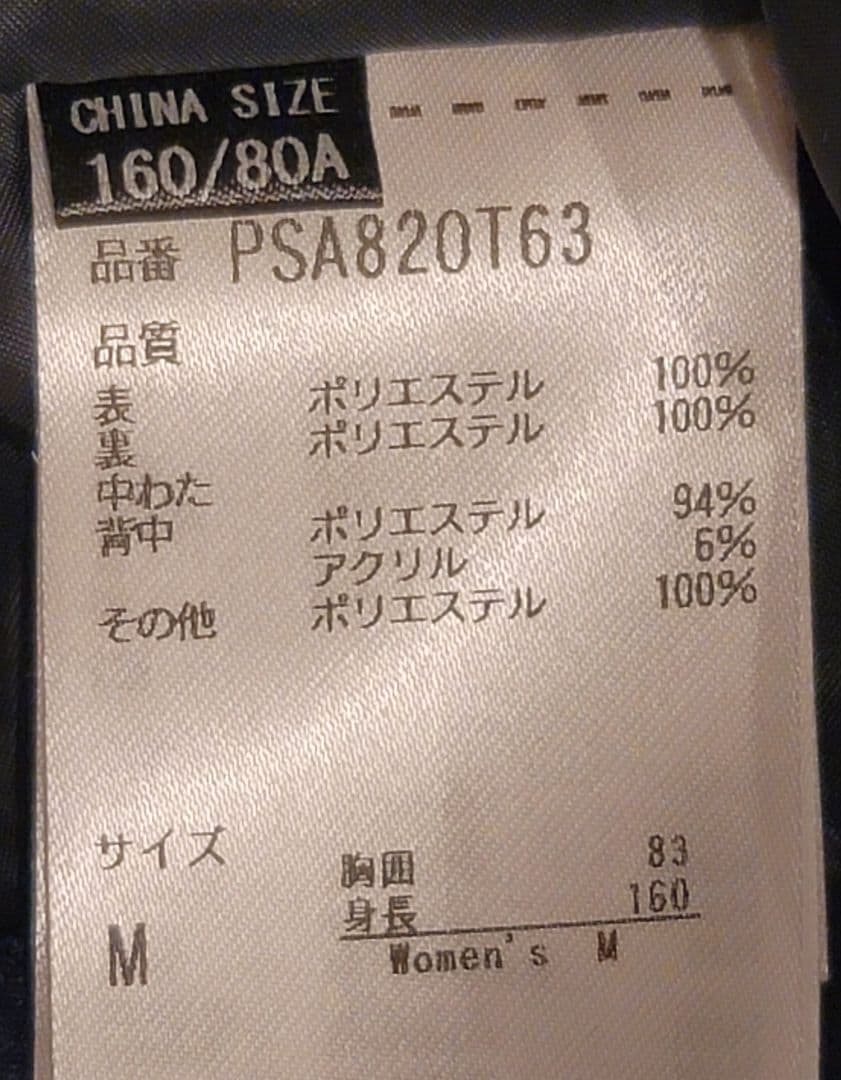 CHINA SIZE
160/80A
品番 PSA820T63
品質
表 ポリエステル 100%
裏 ポリエステル 100%
中わた
背中 ポリエステル 94%
アクリル 6%
その他 ポリエステル 100%
サイズ
胸囲 83
身長 160
M
Women's M